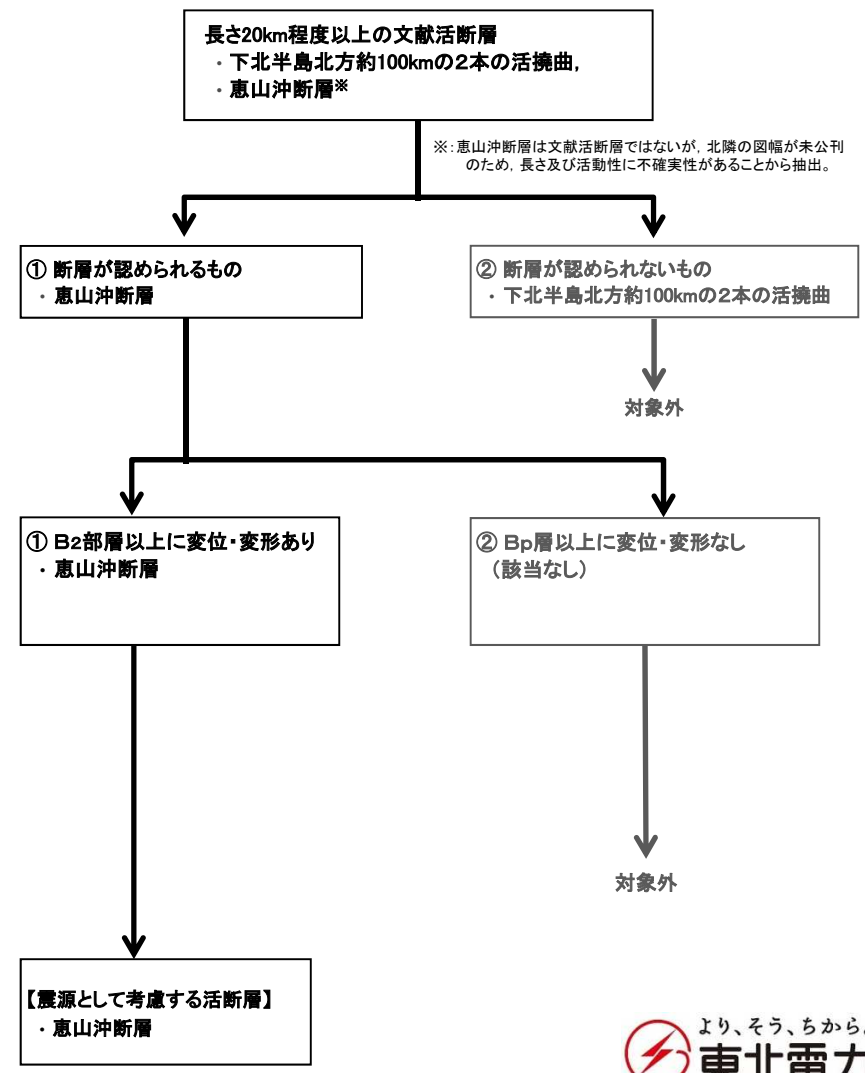 長さ20km程度以上の文献活断層
・下北半島北方約100kmの2本の活撓曲,
・恵山沖断層※
※:恵山沖断層は文献活断層ではないが, 北隣の図幅が未公刊
のため, 長さ及び活動性に不確実性があることから抽出。
① 断層が認められるもの
・恵山沖断層
② 断層が認められないもの
・下北半島北方約100kmの2本の活撓曲
対象外
① B2部層以上に変位・変形あり
・恵山沖断層
② Bp層以上に変位・変形なし
(該当なし)
対象外
【震源として考慮する活断層】
・恵山沖断層
より、そう、ちから。
東北電力